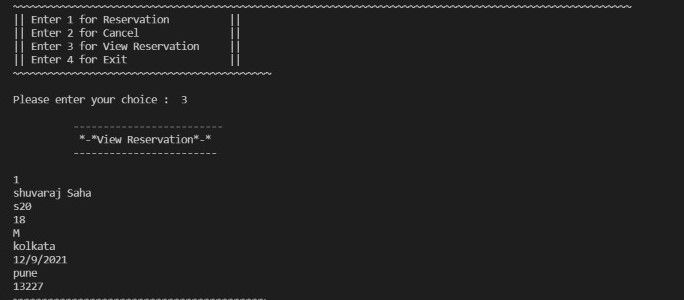 || Enter 1 for Reservation ||
|| Enter 2 for Cancel ||
|| Enter 3 for View Reservation ||
|| Enter 4 for Exit ||
Please enter your choice : 3
-------------------------
*-*View Reservation*-*
------------------------
1
shuvaraj Saha
s20
18
M
kolkata
12/9/2021
pune
13227